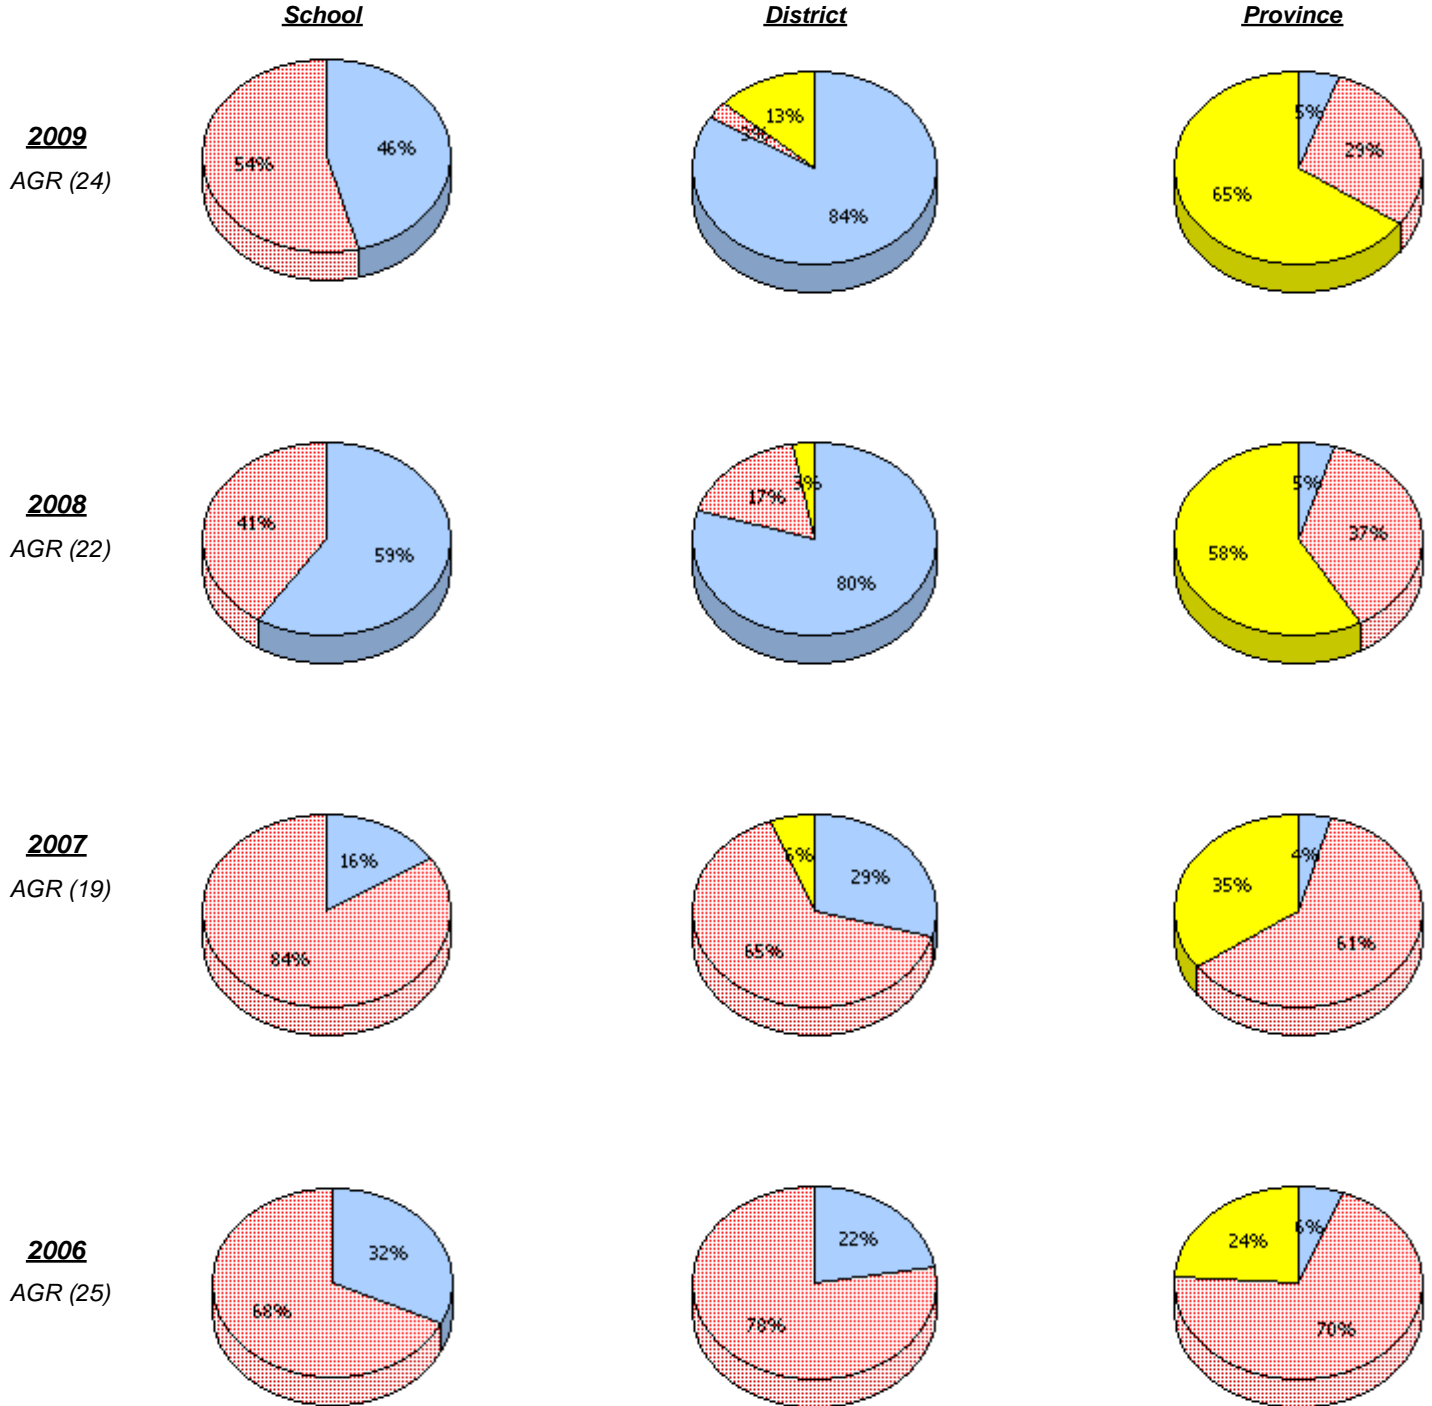 School District Province
2009
AGR (24)
54% 46%
13% 3% 84%
5% 29% 65%
2008
AGR (22)
41% 59%
17% 3% 80%
5% 37% 58%
2007
AGR (19)
16% 84%
6% 29% 65%
4% 35% 61%
2006
AGR (25)
32% 68%
22% 78%
24% 6% 70%